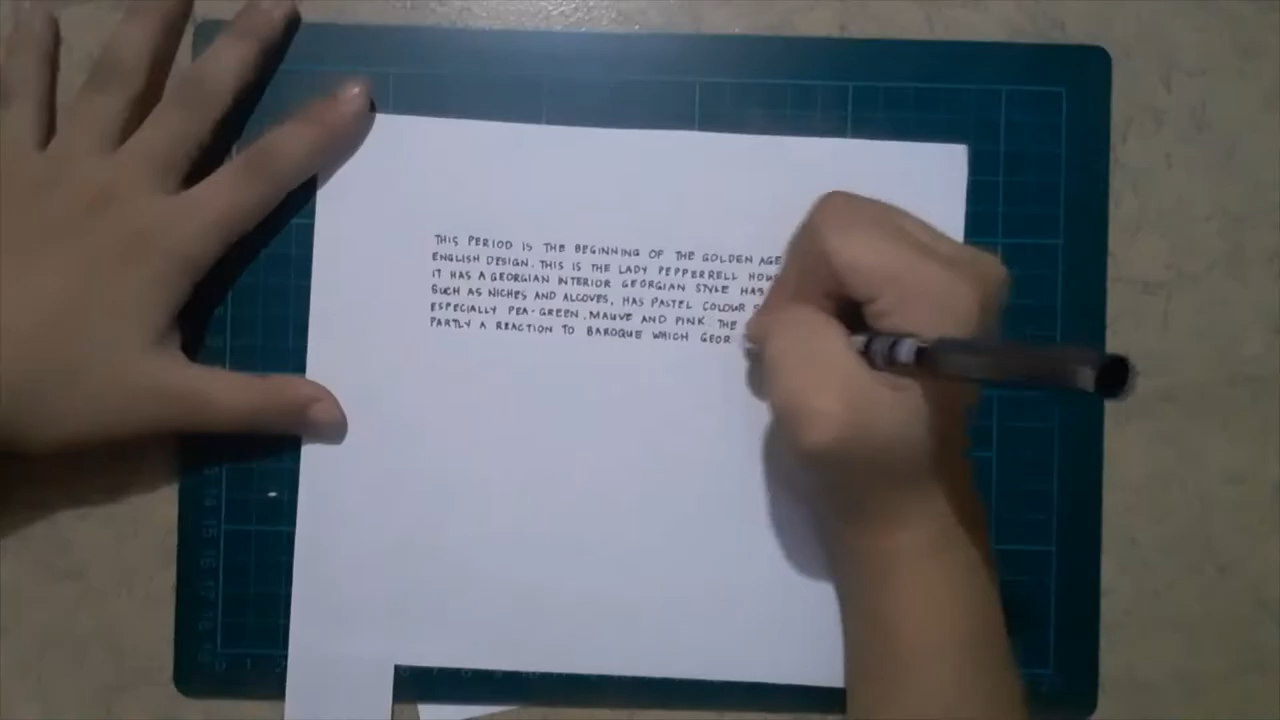 THIS PERIOD IS THE BEGINNING OF THE GOLDEN AGE
ENGLISH DESIGN. THIS IS THE LADY PEPPERRELL
IT HAS A GEORGIAN INTERIOR GEORGIAN STYLE HAS
SUCH AS NICHES AND ALCOVES, HAS PASTEL COLOUR
ESPECIALLY PEA-GREEN, MAUVE AND PINK. THE
PARTLY A REACTION TO BAROQUE WHICH GEOR